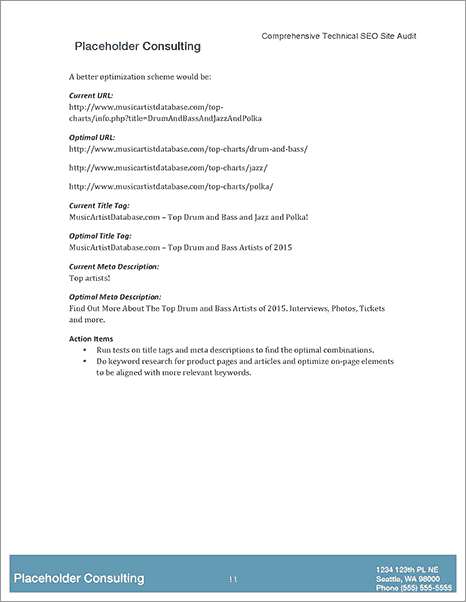 Comprehensive Technical SEO Site Audit
Placeholder Consulting
A better optimization scheme would be:
Current URL:
http://www.musicartistdatabase.com/top-
charts/info.php?title=DrumAndBassAndJazzAndPolka
Optimal URL:
http://www.musicartistdatabase.com/top-charts/drum-and-bass/
http://www.musicartistdatabase.com/top-charts/jazz/
http://www.musicartistdatabase.com/top-charts/polka/
Current Title Tag:
MusicArtistDatabase.com – Top Drum and Bass and Jazz and Polka!
Optimal Title Tag:
MusicArtistDatabase.com – Top Drum and Bass Artists of 2015
Current Meta Description:
Top artists!
Optimal Meta Description:
Find Out More About The Top Drum and Bass Artists of 2015. Interviews, Photos, Tickets
and more.
Action Items
• Run tests on title tags and meta descriptions to find the optimal combinations.
• Do keyword research for product pages and articles and optimize on-page elements
to be aligned with more relevant keywords.
Placeholder Consulting
11
1234 123th PL NE
Seattle, WA 98000
Phone (555) 555-5555